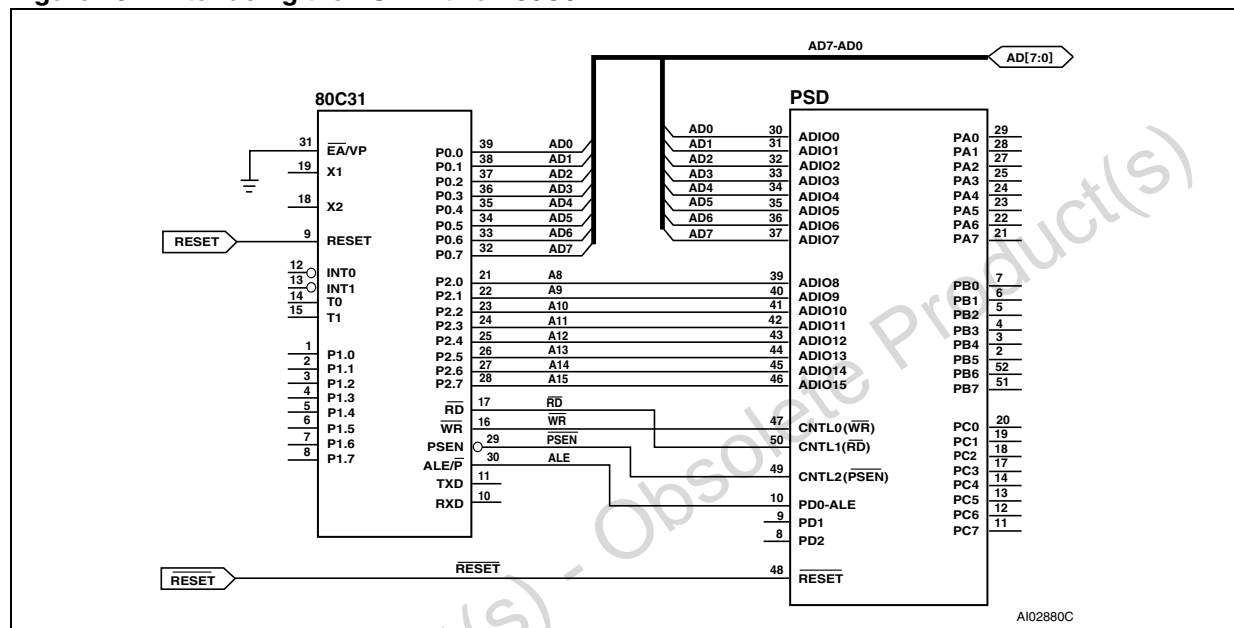 AD7-AD0
AD[7:0]
80C31
PSD
31 EA/VP
19 X1
18 X2
RESET 9 RESET
12 INT0
13 INT1
14 T0
15 T1
1 P1.0
2 P1.1
3 P1.2
4 P1.3
5 P1.4
6 P1.5
7 P1.6
8 P1.7
P0.0 39 AD0
P0.1 38 AD1
P0.2 37 AD2
P0.3 36 AD3
P0.4 35 AD4
P0.5 34 AD5
P0.6 33 AD6
P0.7 32 AD7
P2.0 21 A8
P2.1 22 A9
P2.2 23 A10
P2.3 24 A11
P2.4 25 A12
P2.5 26 A13
P2.6 27 A14
P2.7 28 A15
RD 17 RD
WR 16 WR
PSEN 29 PSEN
ALE/P 30 ALE
TXD 11
RXD 10
AD0 30 ADIO0
AD1 31 ADIO1
AD2 32 ADIO2
AD3 33 ADIO3
AD4 34 ADIO4
AD5 35 ADIO5
AD6 36 ADIO6
AD7 37 ADIO7
39 ADIO8
40 ADIO9
41 ADIO10
42 ADIO11
43 ADIO12
44 ADIO13
45 ADIO14
46 ADIO15
47 CNTL0(WR)
50 CNTL1(RD)
49 CNTL2(PSEN)
10 PD0-ALE
9 PD1
8 PD2
48 RESET
PA0 29
PA1 28
PA2 27
PA3 25
PA4 24
PA5 23
PA6 22
PA7 21
PB0 7
PB1 6
PB2 5
PB3 4
PB4 3
PB5 2
PB6 52
PB7 51
PC0 20
PC1 19
PC2 18
PC3 17
PC4 14
PC5 13
PC6 12
PC7 11
RESET RESET
AI02880C
(s) - Obsolete Product(s)